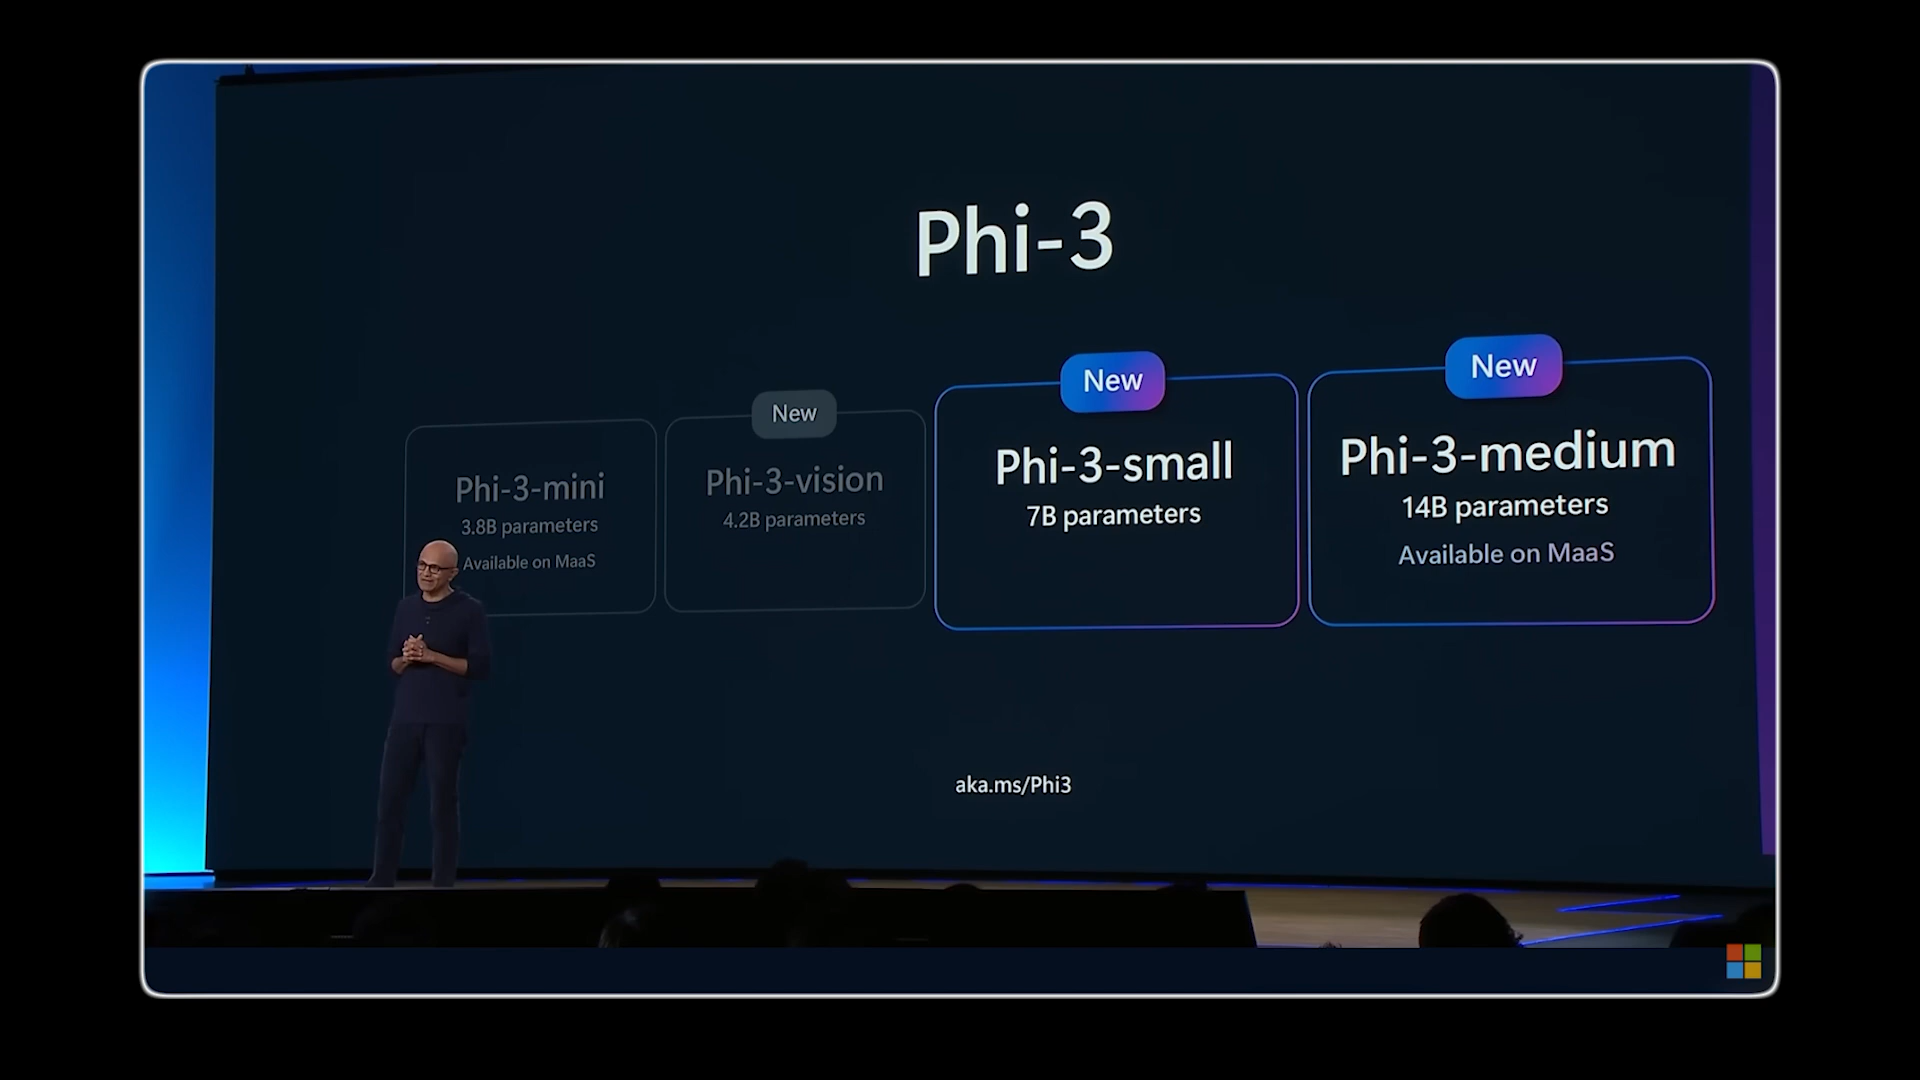 Phi-3
Phi-3-mini
3.8B parameters
Available on MaaS
New
Phi-3-vision
4.2B parameters
New
Phi-3-small
7B parameters
New
Phi-3-medium
14B parameters
Available on MaaS
aka.ms/Phi3